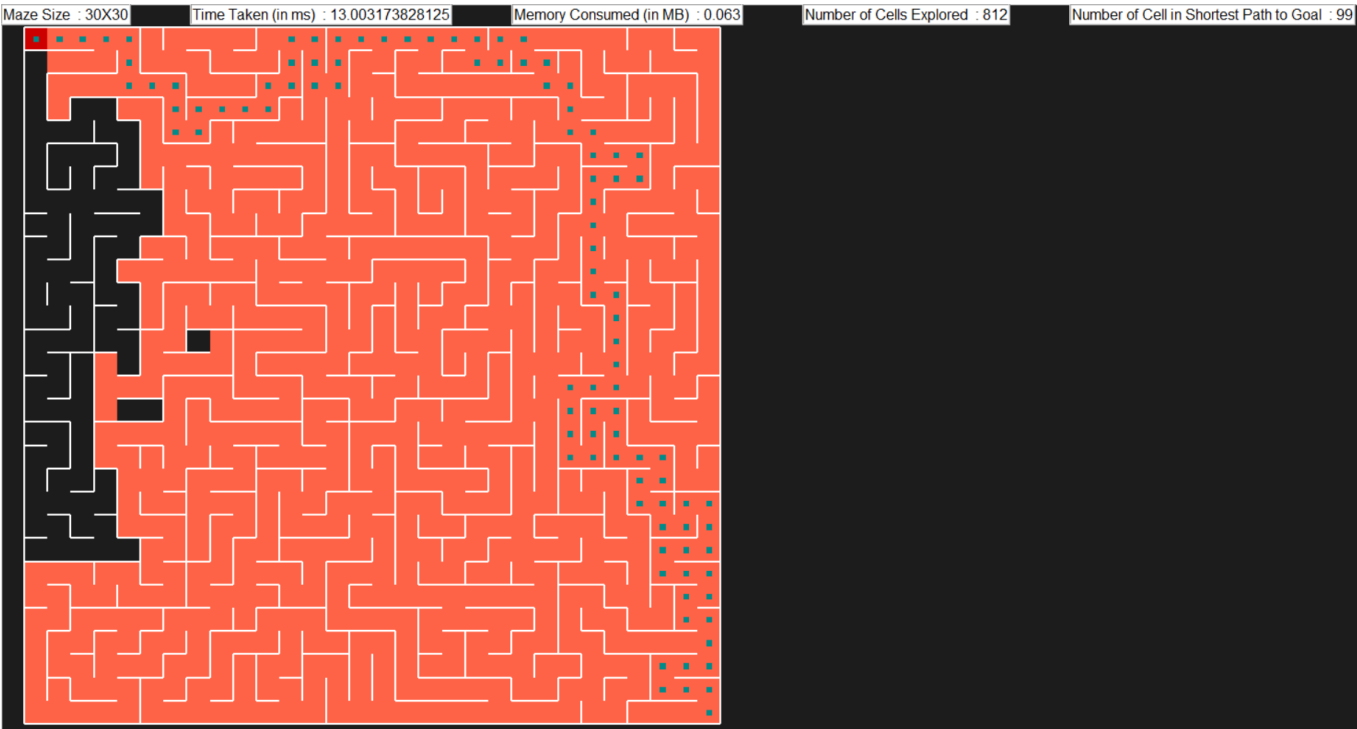 Maze Size : 30X30 Time Taken (in ms) : 13.003173828125 Memory Consumed (in MB) : 0.063 Number of Cells Explored : 812 Number of Cell in Shortest Path to Goal : 99